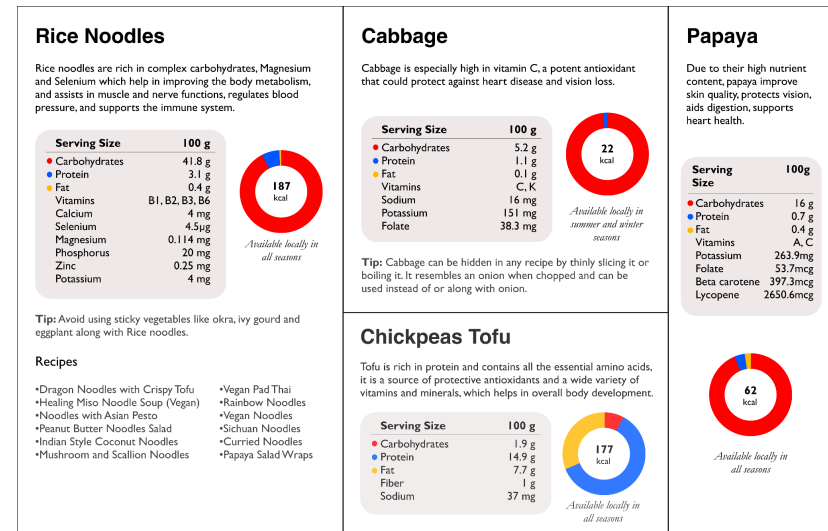 Rice Noodles
Rice noodles are rich in complex carbohydrates, Magnesium
and Selenium which help in improving the body metabolism,
and assists in muscle and nerve functions, regulates blood
pressure, and supports the immune system.
Serving Size 100 g
Carbohydrates 41.8 g
Protein 3.1 g
Fat 0.4 g
Vitamins B1, B2, B3, B6
Calcium 4 mg
Selenium 4.5µg
Magnesium 0.114 mg
Phosphorus 20 mg
Zinc 0.25 mg
Potassium 4 mg
187
kcal
Available locally in
all seasons
Tip: Avoid using sticky vegetables like okra, ivy gourd and
eggplant along with Rice noodles.
Recipes
•Dragon Noodles with Crispy Tofu
•Healing Miso Noodle Soup (Vegan)
•Noodles with Asian Pesto
•Peanut Butter Noodles Salad
•Indian Style Coconut Noodles
•Mushroom and Scallion Noodles
•Vegan Pad Thai
•Rainbow Noodles
•Vegan Noodles
•Sichuan Noodles
•Curried Noodles
•Papaya Salad Wraps
Cabbage
Cabbage is especially high in vitamin C, a potent antioxidant
that could protect against heart disease and vision loss.
Serving Size 100 g
Carbohydrates 5.2 g
Protein 1.1 g
Fat 0.1 g
Vitamins C, K
Sodium 16 mg
Potassium 151 mg
Folate 38.3 mg
22
kcal
Available locally in
summer and winter
seasons
Tip: Cabbage can be hidden in any recipe by thinly slicing it or
boiling it. It resembles an onion when chopped and can be
used instead of or along with onion.
Chickpeas Tofu
Tofu is rich in protein and contains all the essential amino acids,
it is a source of protective antioxidants and a wide variety of
vitamins and minerals, which helps in overall body development.
Serving Size 100 g
Carbohydrates 1.9 g
Protein 14.9 g
Fat 7.7 g
Fiber 1 g
Sodium 37 mg
177
kcal
Available locally in
all seasons
Papaya
Due to their high nutrient
content, papaya improve
skin quality, protects vision,
aids digestion, supports
heart health.
Serving 100g
Size
Carbohydrates 16 g
Protein 0.7 g
Fat 0.4 g
Vitamins A, C
Potassium 263.9mg
Folate 53.7mcg
Beta carotene 397.3mcg
Lycopene 2650.6mcg
62
kcal
Available locally in
all seasons